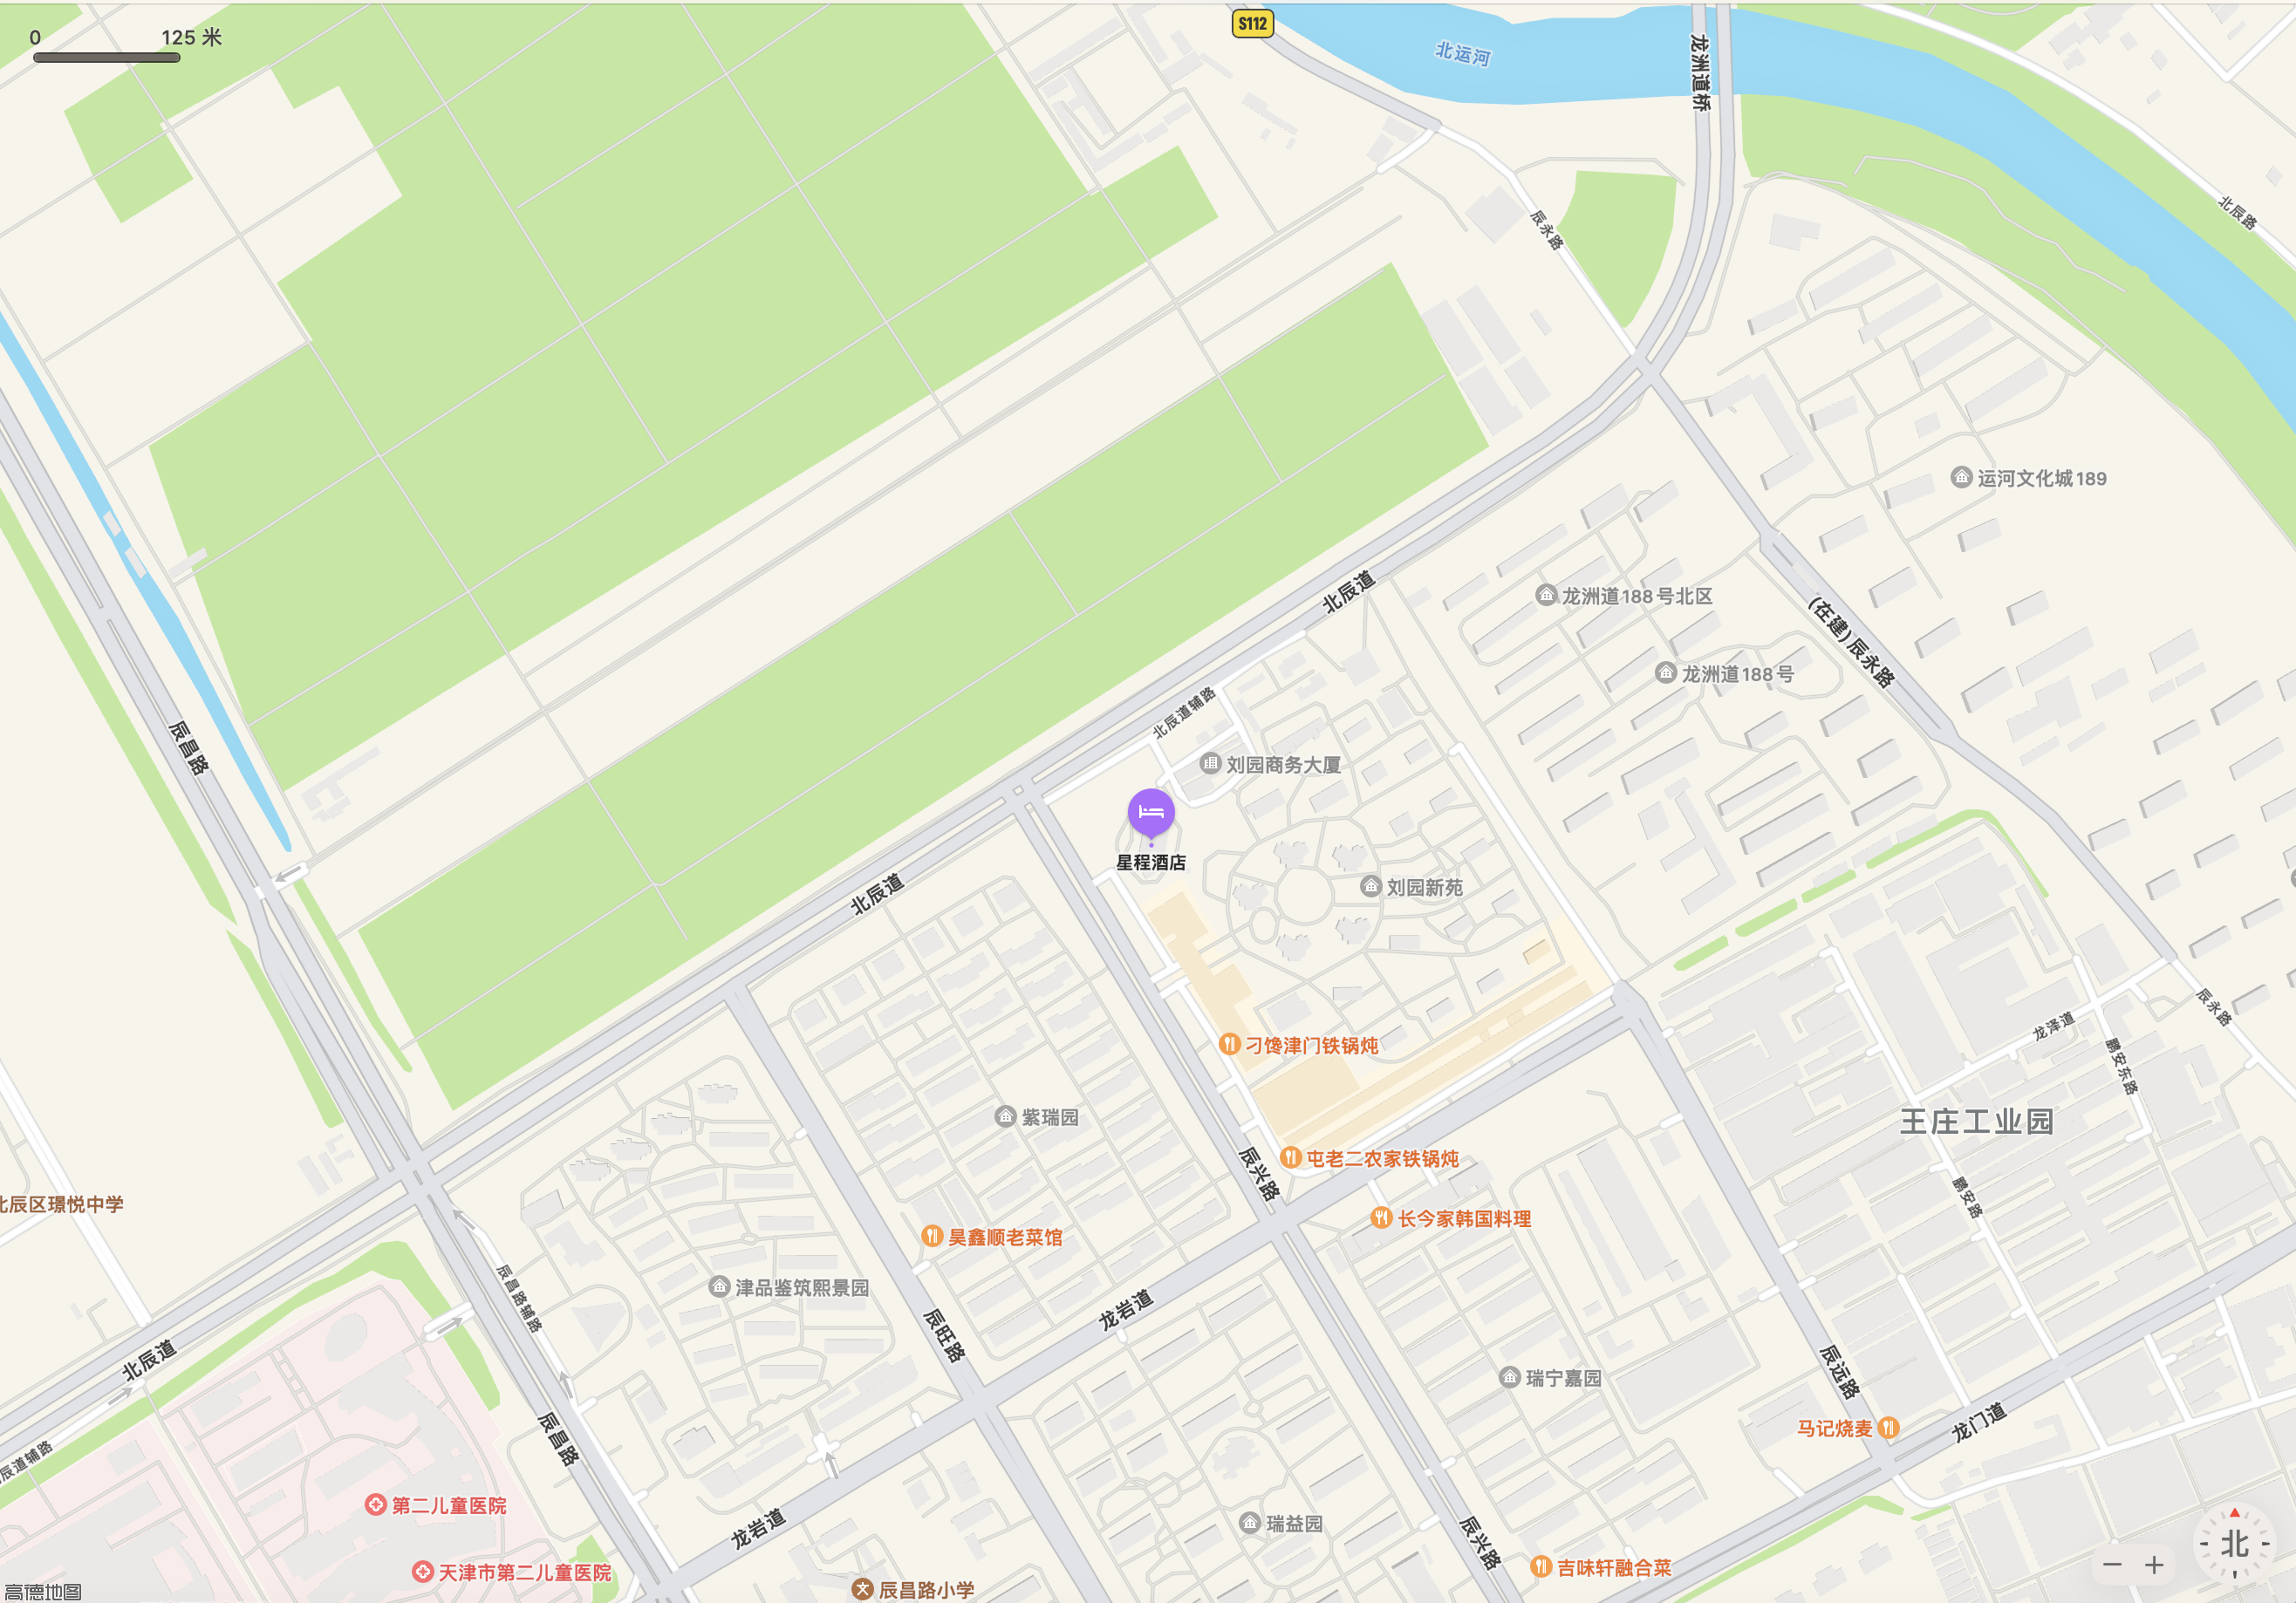 0
125 米
S112
北运河
龙洲道桥
北辰路
辰永路
运河文化城189
龙洲道188号北区
北辰道
(在建)辰永路
龙洲道188号
北辰道辅路
辰昌路
刘园商务大厦
星程酒店
刘园新苑
北辰道
辰永路
龙泽道
刁馋津门铁锅炖
鹏安东路
紫瑞园
王庄工业园
屯老二农家铁锅炖
辰兴路
北辰区璟悦中学
鹏安路
长今家韩国料理
昊鑫顺老菜馆
津品鉴筑熙景园
辰昌路辅路
龙岩道
辰旺路
北辰道
瑞宁嘉园
辰远路
马记烧麦
龙门道
辰昌路
辰道辅路
第二儿童医院
龙岩道
瑞益园
辰兴路
北
天津市第二儿童医院
吉味轩融合菜
辰昌路小学
高德地图